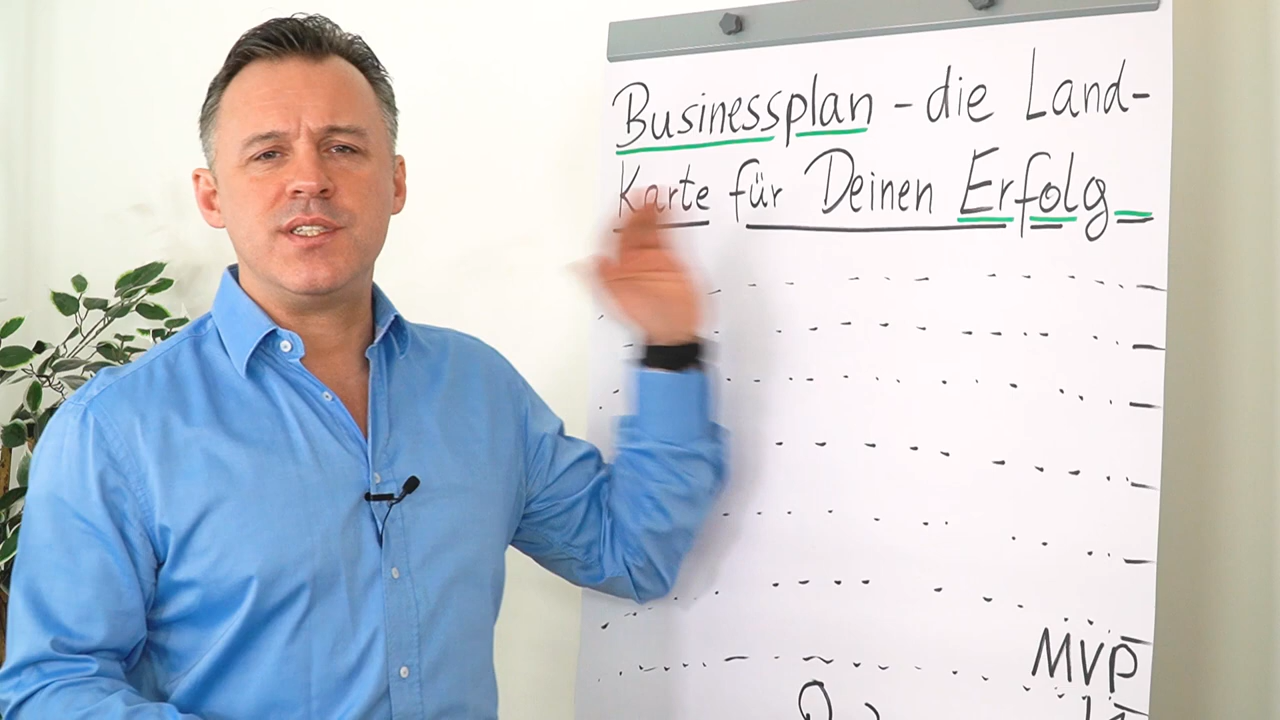 Businessplan - die Land-
Karte für Deinen Erfolg
MVP